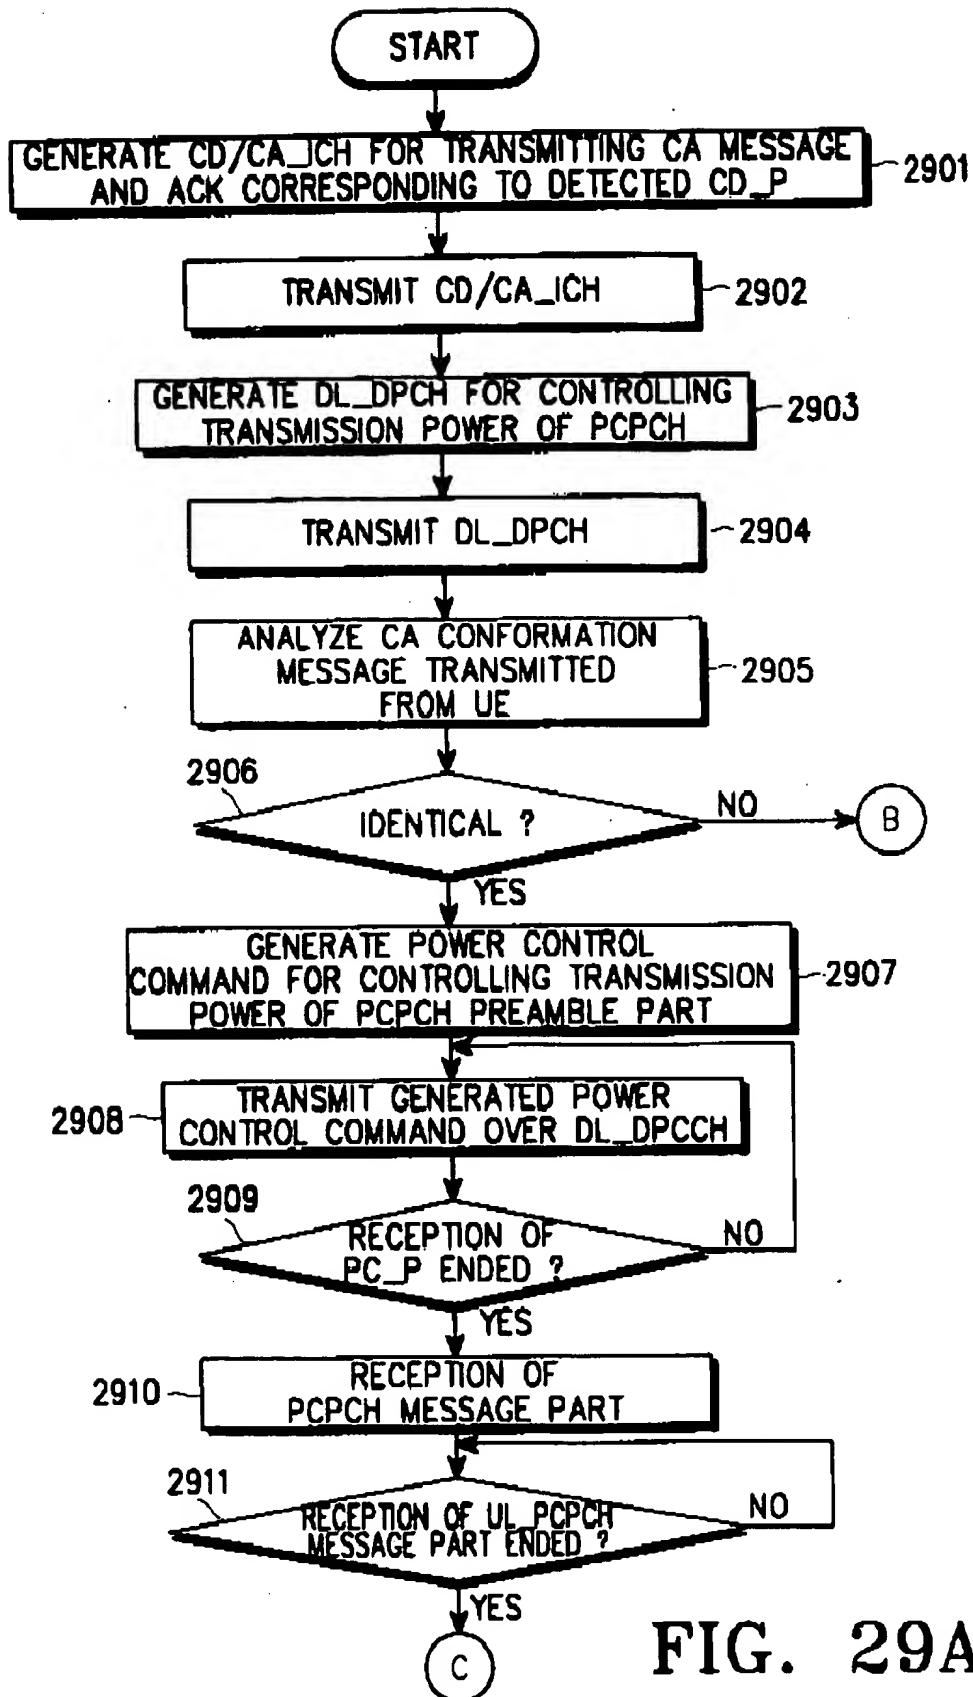 START
GENERATE CD/CA_ICH FOR TRANSMITTING CA MESSAGE
AND ACK CORRESPONDING TO DETECTED CD_P
2901
TRANSMIT CD/CA_ICH
2902
GENERATE DL_DPCH FOR CONTROLLING
TRANSMISSION POWER OF PCPCH
2903
TRANSMIT DL_DPCH
2904
ANALYZE CA CONFORMATION
MESSAGE TRANSMITTED
FROM UE
2905
2906
IDENTICAL ?
NO
B
YES
GENERATE POWER CONTROL
COMMAND FOR CONTROLLING TRANSMISSION
POWER OF PCPCH PREAMBLE PART
2907
TRANSMIT GENERATED POWER
CONTROL COMMAND OVER DL_DPCCH
2908
2909
RECEPTION OF
PC_P ENDED ?
NO
YES
RECEPTION OF
PCPCH MESSAGE PART
2910
2911
RECEPTION OF UL_PCPCH
MESSAGE PART ENDED ?
NO
YES
C
FIG. 29A